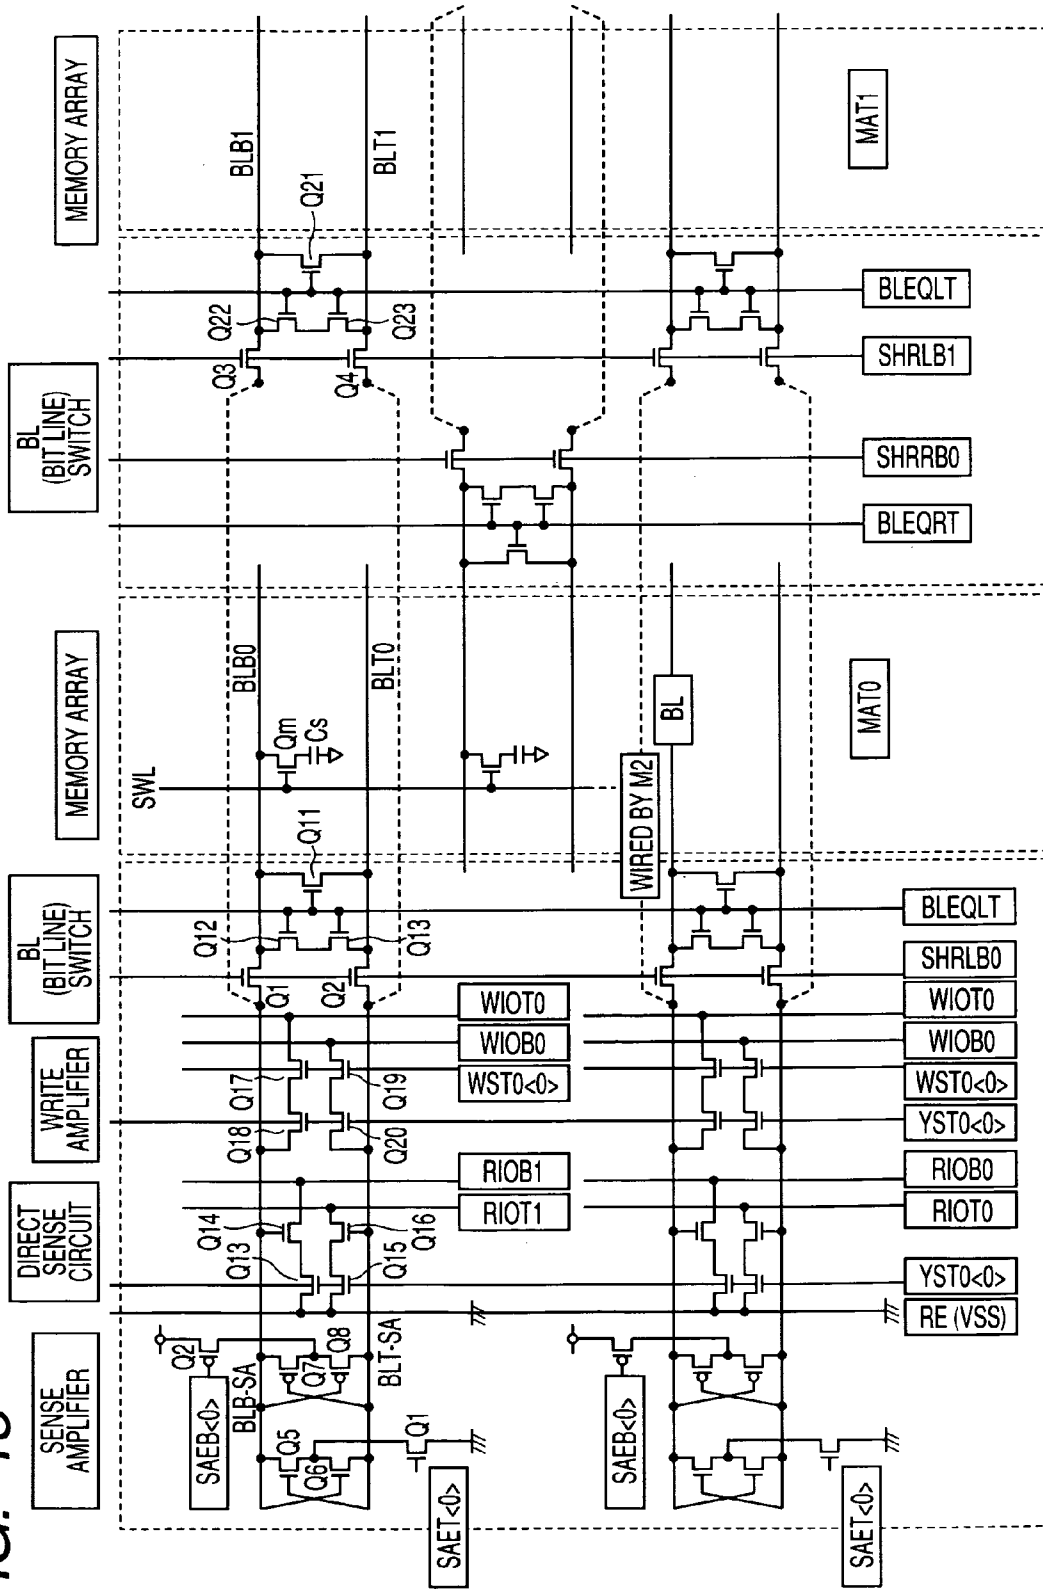 SENSE
AMPLIFIER
DIRECT
SENSE
CIRCUIT
WRITE
AMPLIFIER
BL
(BIT LINE)
SWITCH
MEMORY ARRAY
BL
(BIT LINE)
SWITCH
MEMORY ARRAY
SWL
Q2
SAEB<0>
BLB-SA
Q5
Q6
Q7
Q8
BLT-SA
Q1
SAET<0>
Q13
Q14
Q15
Q16
Q18
Q17
Q20
Q19
Q1
Q2
Q12
Q11
Q13
BLB0
Qm
Cs
BLT0
Q3
Q4
Q22
Q23
Q21
BLB1
BLT1
RIOT1
RIOB1
WST0<0>
WIOB0
WIOT0
SAEB<0>
WIRED BY M2
BL
SAET<0>
RE (VSS)
YST0<0>
RIOT0
RIOB0
YST0<0>
WST0<0>
WIOB0
WIOT0
SHRLB0
BLEQLT
MAT0
BLEQRT
SHRRB0
SHRLB1
BLEQLT
MAT1